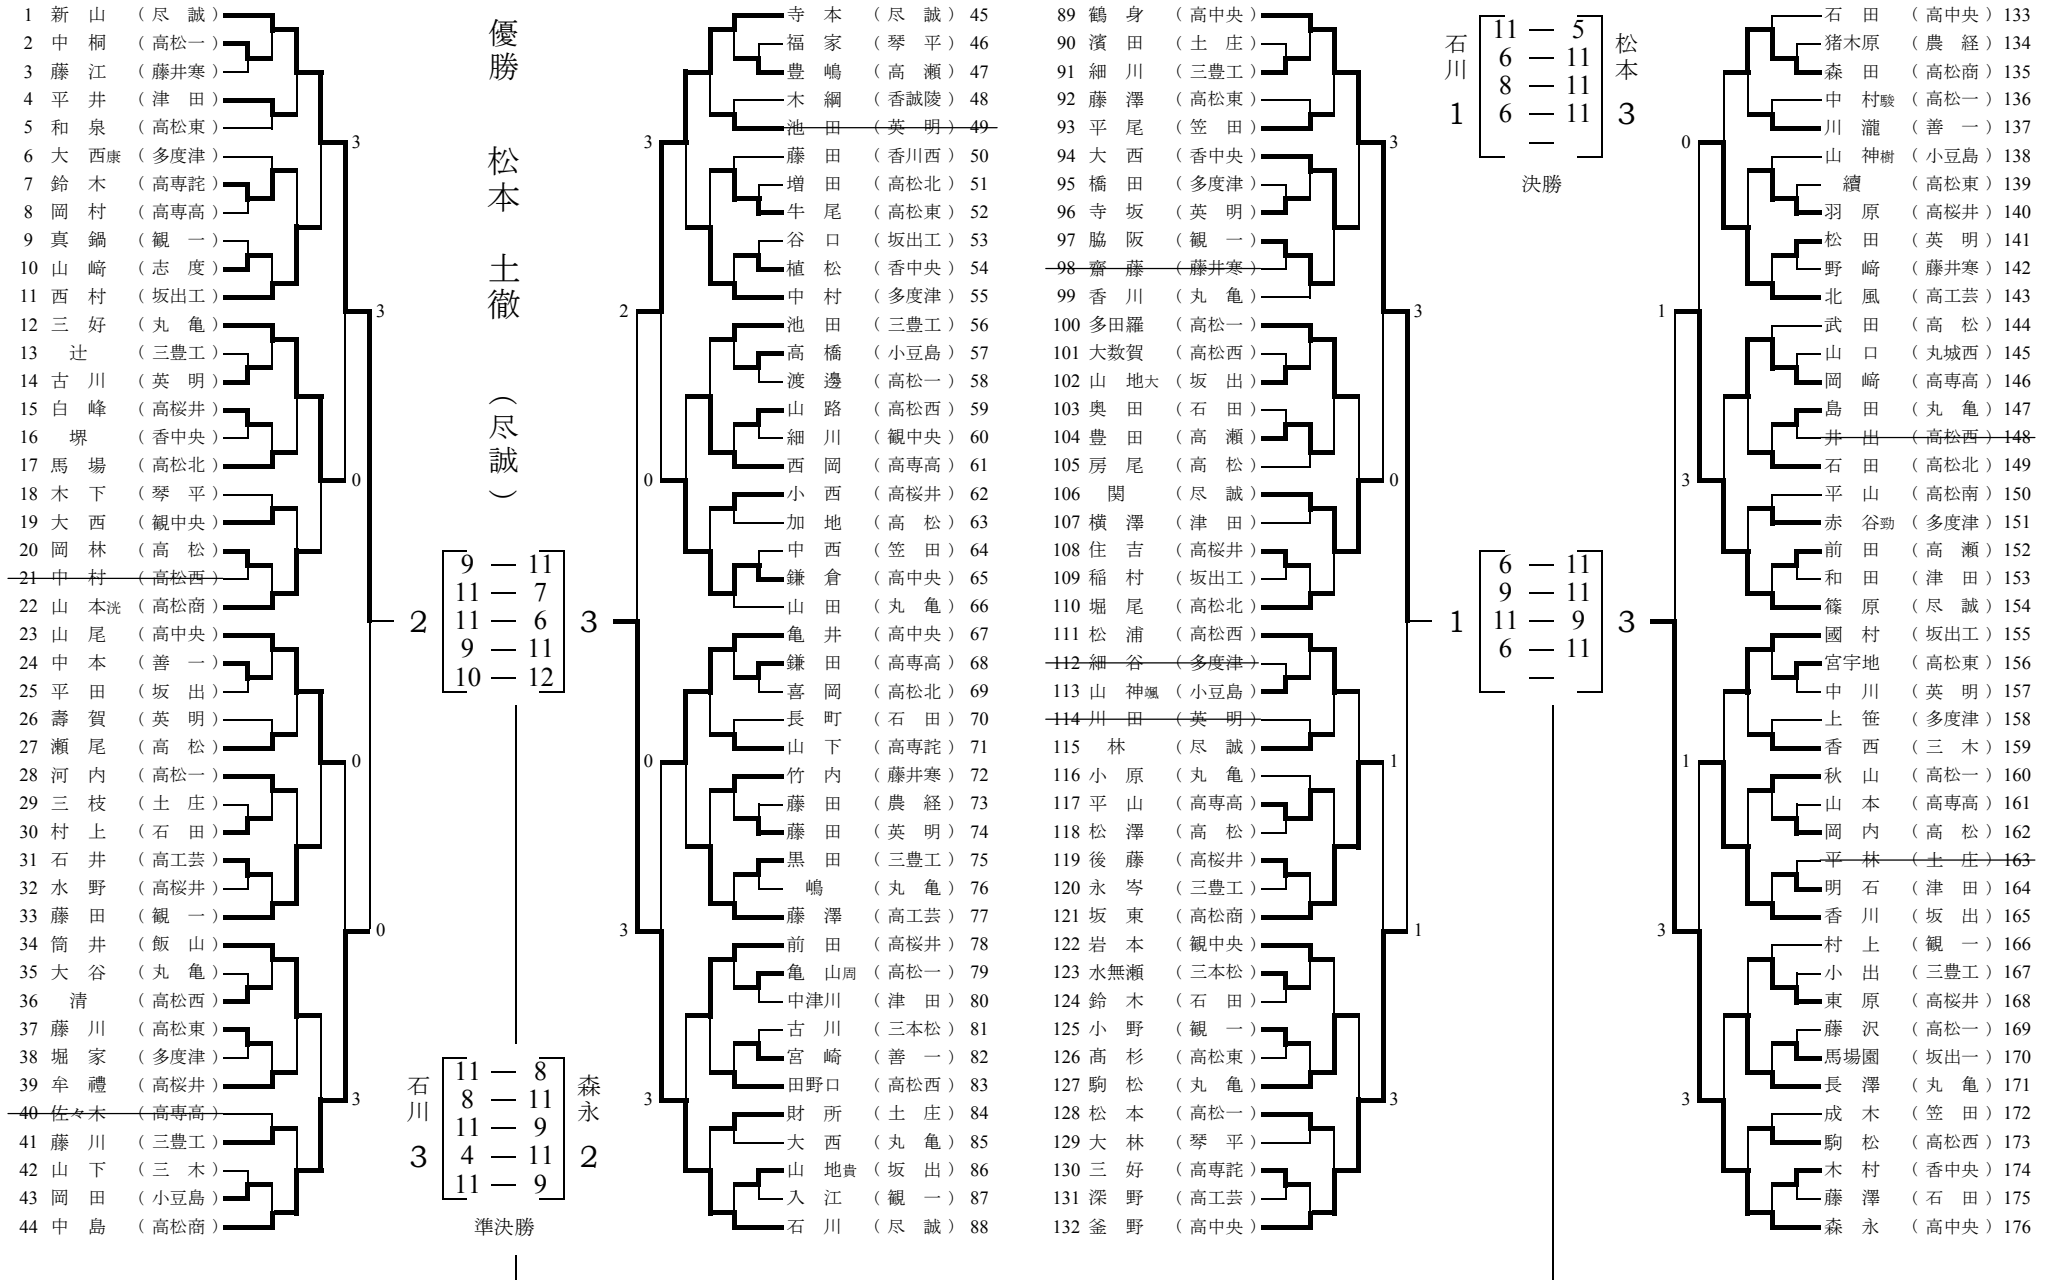 優勝 松本 士徹 （尽誠）
1 新山 （尽誠）
2 中桐 （高松一）
3 藤江 （藤井寒）
4 平井 （津田）
5 和泉 （高松東）
6 大西康 （多度津）
7 鈴木 （高専詫）
8 岡村 （高専高）
9 真鍋 （観一）
10 山﨑 （志度）
11 西村 （坂出工）
12 三好 （丸亀）
13 辻 （三豊工）
14 古川 （英明）
15 白峰 （高桜井）
16 堺 （香中央）
17 馬場 （高松北）
18 木下 （琴平）
19 大西 （観中央）
20 岡林 （高松）
21 中村 （高松西）
22 山本洸 （高松商）
23 山尾 （高中央）
24 中本 （善一）
25 平田 （坂出）
26 壽賀 （英明）
27 瀬尾 （高松）
28 河内 （高松一）
29 三枝 （土庄）
30 村上 （石田）
31 石井 （高工芸）
32 水野 （高桜井）
33 藤田 （観一）
34 筒井 （飯山）
35 大谷 （丸亀）
36 清 （高松西）
37 藤川 （高松東）
38 堀家 （多度津）
39 牟禮 （高桜井）
40 佐々木 （高専高）
41 藤川 （三豊工）
42 山下 （三木）
43 岡田 （小豆島）
44 中島 （高松商）
3
0
0
3
3
0
2
9 — 11
11 — 7
11 — 6
9 — 11
10 — 12
3
石川 3
11 — 8
8 — 11
11 — 9
4 — 11
11 — 9
森永 2
準決勝
3
0
0
3
2
3
寺本 （尽誠） 45
福家 （琴平） 46
豊嶋 （高瀬） 47
木綱 （香誠陵） 48
池田 （英明） 49
藤田 （香川西） 50
増田 （高松北） 51
牛尾 （高松東） 52
谷口 （坂出工） 53
植松 （香中央） 54
中村 （多度津） 55
池田 （三豊工） 56
高橋 （小豆島） 57
渡邊 （高松一） 58
山路 （高松西） 59
細川 （観中央） 60
西岡 （高専高） 61
小西 （高桜井） 62
加地 （高松） 63
中西 （笠田） 64
鎌倉 （高中央） 65
山田 （丸亀） 66
亀井 （高中央） 67
鎌田 （高専高） 68
喜岡 （高松北） 69
長町 （石田） 70
山下 （高専詫） 71
竹内 （藤井寒） 72
藤田 （農経） 73
藤田 （英明） 74
黒田 （三豊工） 75
嶋 （丸亀） 76
藤澤 （高工芸） 77
前田 （高桜井） 78
亀山周 （高松一） 79
中津川 （津田） 80
古川 （三本松） 81
宮崎 （善一） 82
田野口 （高松西） 83
財所 （土庄） 84
大西 （丸亀） 85
山地貴 （坂出） 86
入江 （観一） 87
石川 （尽誠） 88
89 鶴身 （高中央）
90 濱田 （土庄）
91 細川 （三豊工）
92 藤澤 （高松東）
93 平尾 （笠田）
94 大西 （香中央）
95 橋田 （多度津）
96 寺坂 （英明）
97 脇阪 （観一）
98 齋藤 （藤井寒）
99 香川 （丸亀）
100 多田羅 （高松一）
101 大数賀 （高松西）
102 山地大 （坂出）
103 奥田 （石田）
104 豊田 （高瀬）
105 房尾 （高松）
106 関 （尽誠）
107 横澤 （津田）
108 住吉 （高桜井）
109 稲村 （坂出工）
110 堀尾 （高松北）
111 松浦 （高松西）
112 細谷 （多度津）
113 山神颯 （小豆島）
114 川田 （英明）
115 林 （尽誠）
116 小原 （丸亀）
117 平山 （高専高）
118 松澤 （高松）
119 後藤 （高桜井）
120 永岑 （三豊工）
121 坂東 （高松商）
122 岩本 （観中央）
123 水無瀬 （三本松）
124 鈴木 （石田）
125 小野 （観一）
126 髙杉 （高松東）
127 駒松 （丸亀）
128 松本 （高松一）
129 大林 （琴平）
130 三好 （高専詫）
131 深野 （高工芸）
132 釜野 （高中央）
3
0
1
3
3
1
石川 1
11 — 5
6 — 11
8 — 11
6 — 11
—
松本 3
決勝
1
6 — 11
9 — 11
11 — 9
6 — 11
—
3
0
3
1
3
1
3
石田 （高中央） 133
猪木原 （農経） 134
森田 （高松商） 135
中村駿 （高松一） 136
川瀧 （善一） 137
山神樹 （小豆島） 138
續 （高松東） 139
羽原 （高桜井） 140
松田 （英明） 141
野﨑 （藤井寒） 142
北風 （高工芸） 143
武田 （高松） 144
山口 （丸城西） 145
岡﨑 （高専高） 146
島田 （丸亀） 147
井出 （高松西） 148
石田 （高松北） 149
平山 （高松南） 150
赤谷勁 （多度津） 151
前田 （高瀬） 152
和田 （津田） 153
篠原 （尽誠） 154
國村 （坂出工） 155
宮宇地 （高松東） 156
中川 （英明） 157
上笹 （多度津） 158
香西 （三木） 159
秋山 （高松一） 160
山本 （高専高） 161
岡内 （高松） 162
平林 （土庄） 163
明石 （津田） 164
香川 （坂出） 165
村上 （観一） 166
小出 （三豊工） 167
東原 （高桜井） 168
藤沢 （高松一） 169
馬場園 （坂出一） 170
長澤 （丸亀） 171
成木 （笠田） 172
駒松 （高松西） 173
木村 （香中央） 174
藤澤 （石田） 175
森永 （高中央） 176